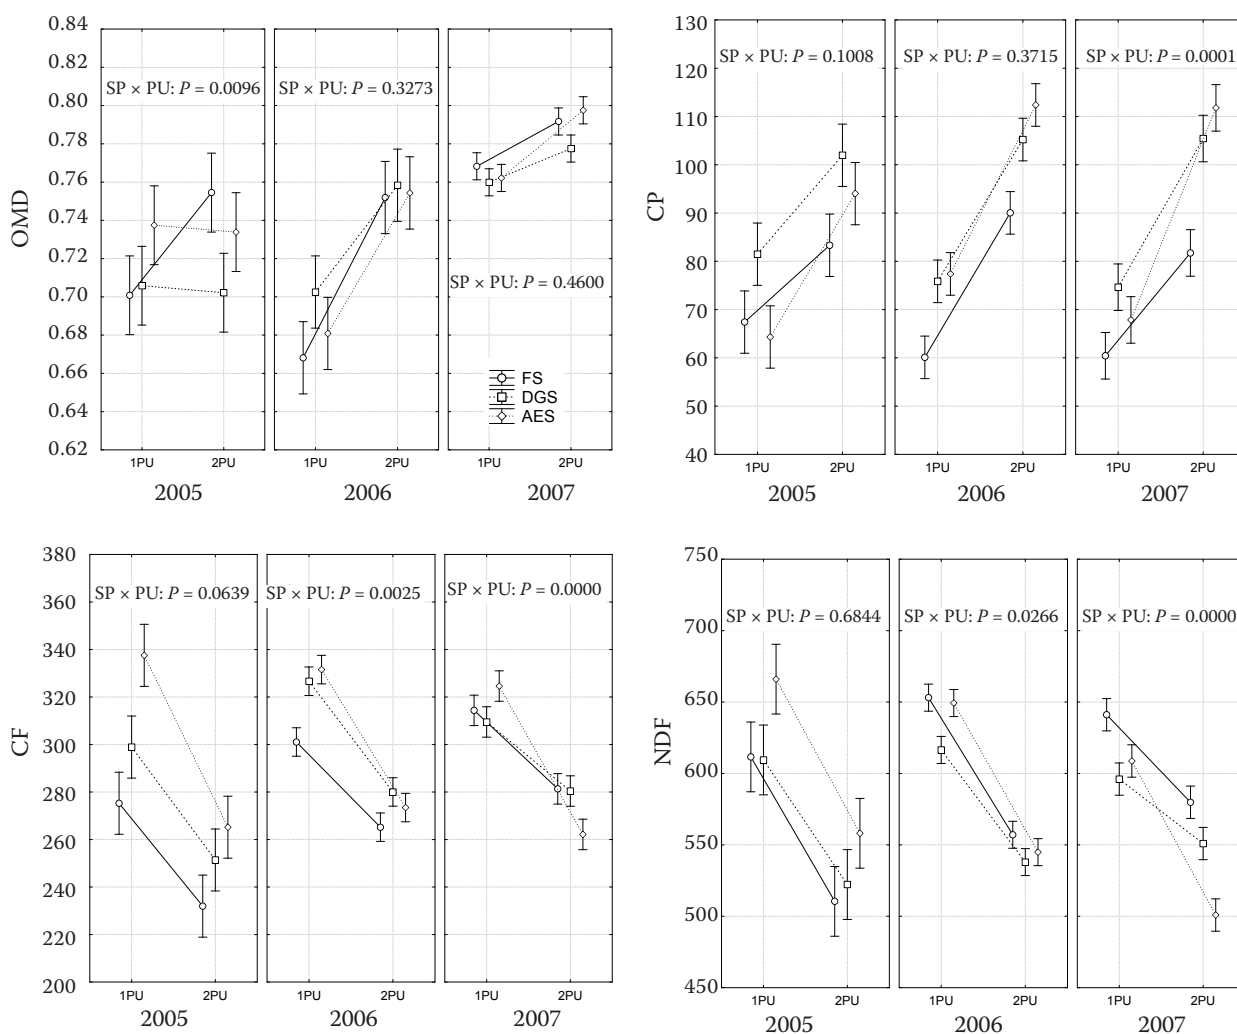 0.84
0.82
0.80
0.78
0.76
0.74
0.72
0.70
0.68
0.66
0.64
0.62
OMD
SP × PU: P = 0.0096
SP × PU: P = 0.3273
SP × PU: P = 0.4600
FS
DGS
AES
1PU 2PU 1PU 2PU 1PU 2PU
2005 2006 2007
130
120
110
100
90
80
70
60
50
40
CP
SP × PU: P = 0.1008
SP × PU: P = 0.3715
SP × PU: P = 0.0001
1PU 2PU 1PU 2PU 1PU 2PU
2005 2006 2007
380
360
340
320
300
280
260
240
220
200
CF
SP × PU: P = 0.0639
SP × PU: P = 0.0025
SP × PU: P = 0.0000
1PU 2PU 1PU 2PU 1PU 2PU
2005 2006 2007
750
700
650
600
550
500
450
NDF
SP × PU: P = 0.6844
SP × PU: P = 0.0266
SP × PU: P = 0.0000
1PU 2PU 1PU 2PU 1PU 2PU
2005 2006 2007